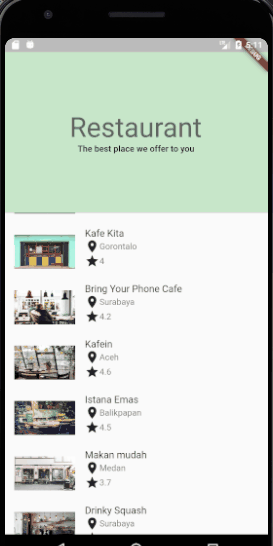 5:11
Restaurant
The best place we offer to you
Kafe Kita
Gorontalo
4
Bring Your Phone Cafe
Surabaya
4.2
Kafein
Aceh
4.6
Istana Emas
Balikpapan
4.5
Makan mudah
Medan
3.7
Drinky Squash
Surabaya